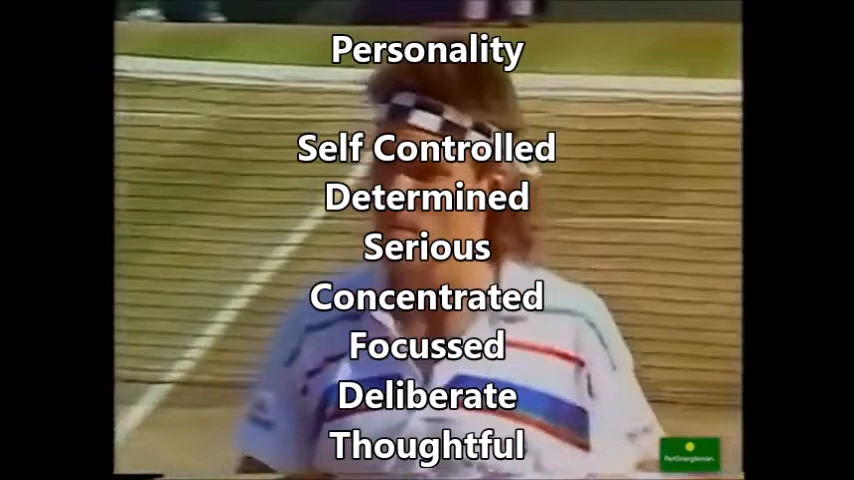 Personality
Self Controlled
Determined
Serious
Concentrated
Focussed
Deliberate
Thoughtful